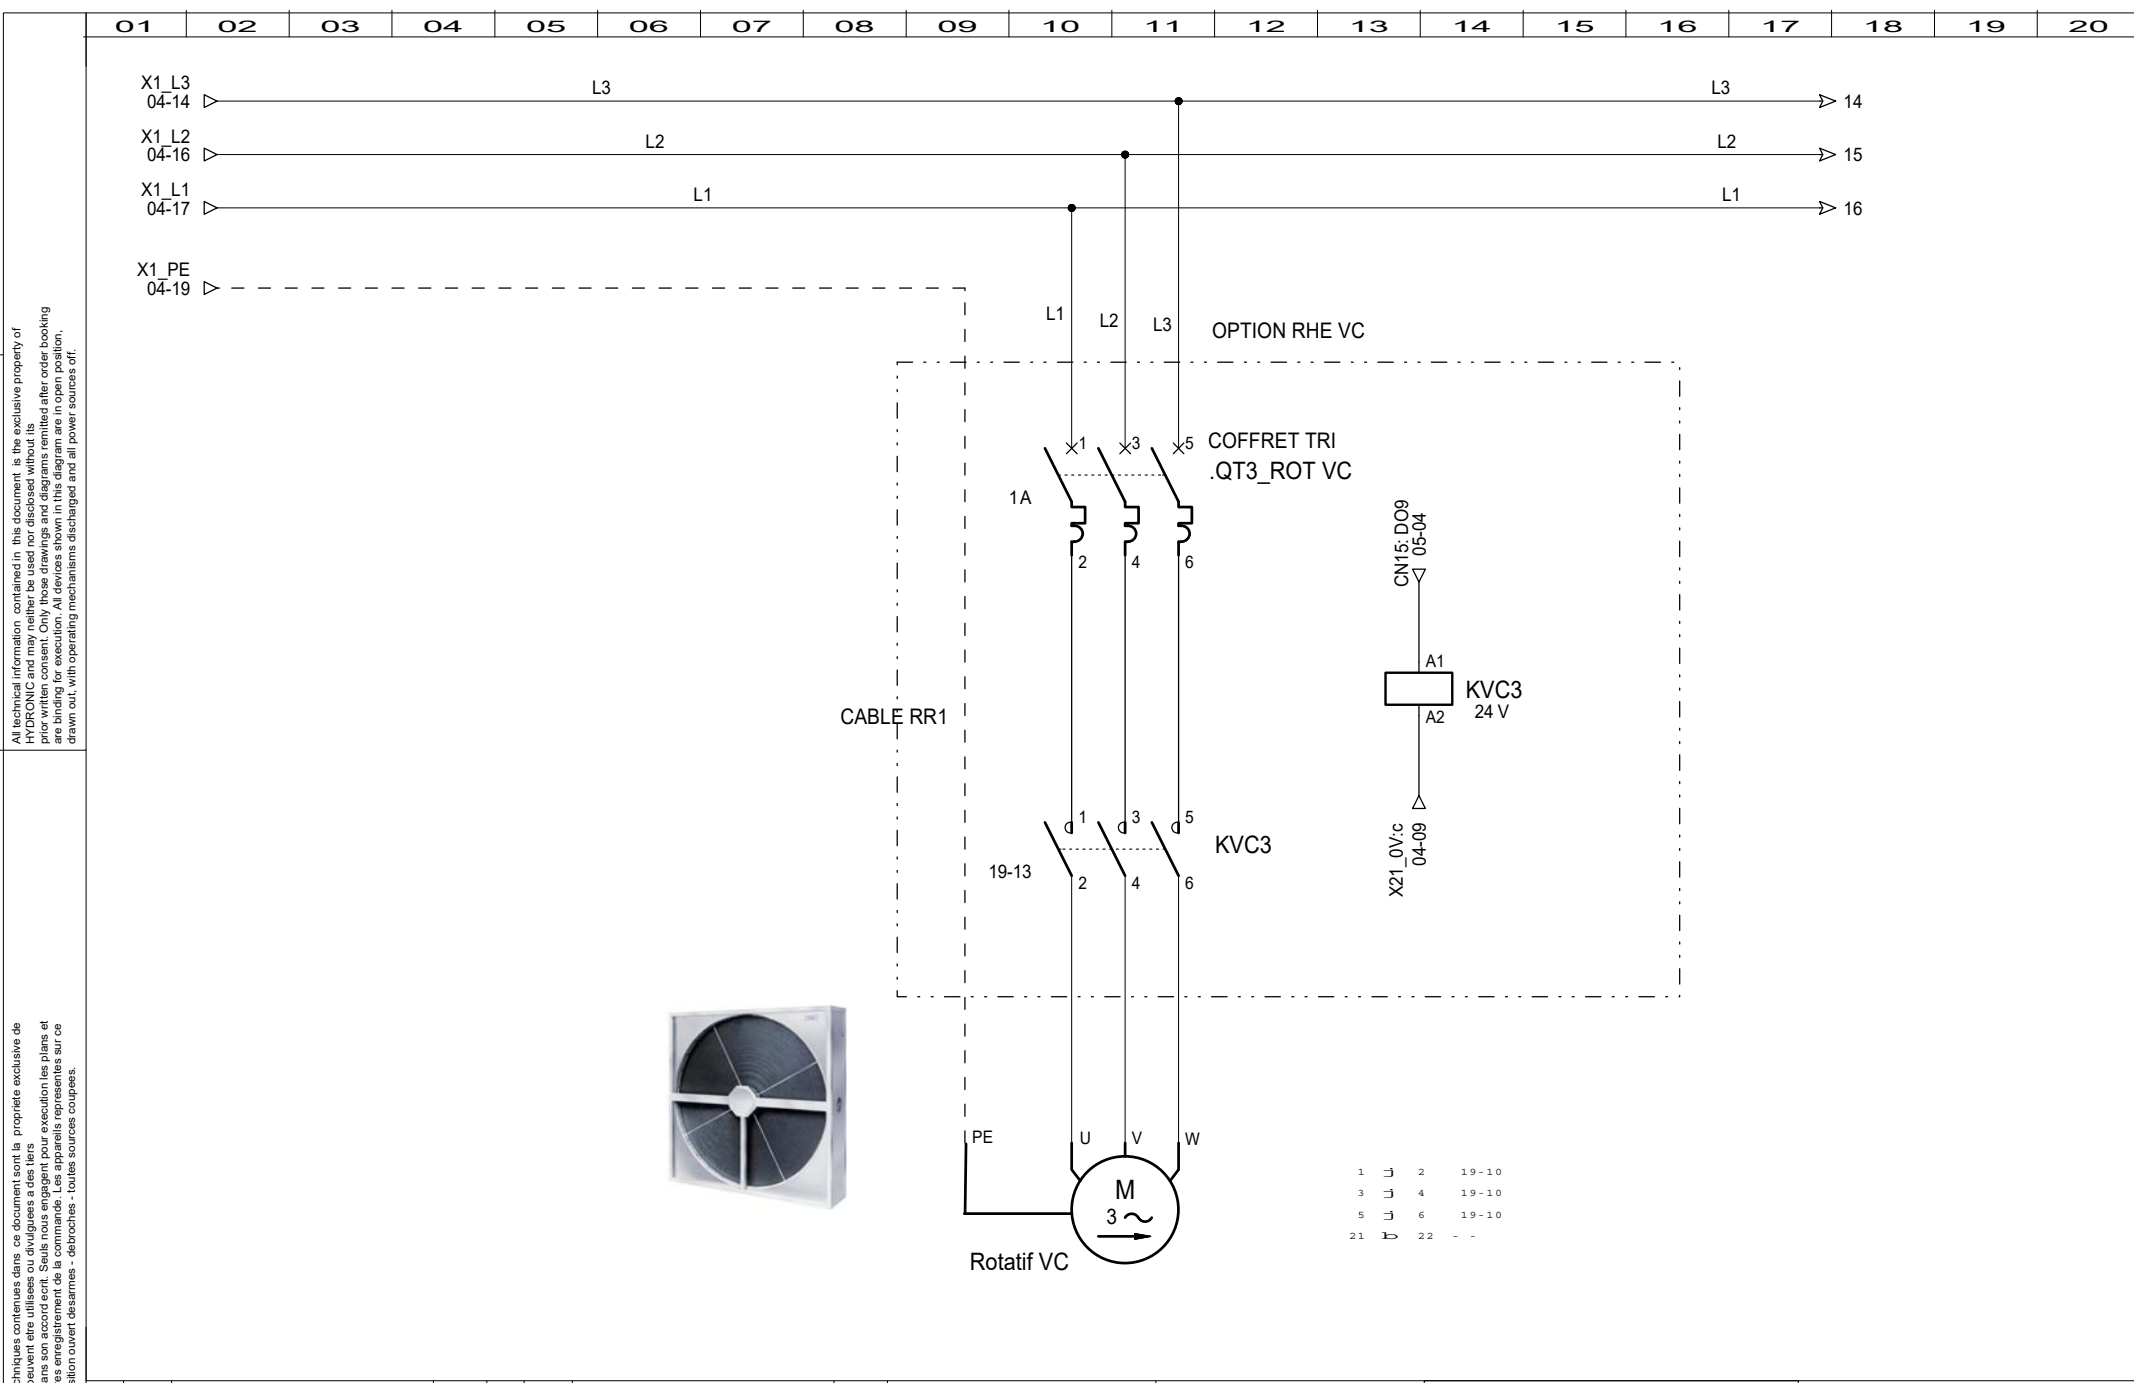 01 02 03 04 05 06 07 08 09 10 11 12 13 14 15 16 17 18 19 20
X1_L3
04-14
L3
L3
14
X1_L2
04-16
L2
L2
15
X1_L1
04-17
L1
L1
16
X1_PE
04-19
L1
L2
L3
OPTION RHE VC
1
3
5
COFFRET TRI
.QT3_ROT VC
1A
2
4
6
CN15: DO9
05-04
A1
KVC3
A2
24 V
CABLE RR1
1
3
5
KVC3
19-13
2
4
6
X21_0V:c
04-09
PE
U
V
W
M
3
Rotatif VC
1 2 19-10
3 4 19-10
5 6 19-10
21 22 - -
All technical information contained in this document is the exclusive property of
HYDRONIC and may neither be used nor disclosed without its
prior written consent. Only those drawings and diagrams remitted after order booking
are binding for execution. All devices shown in this diagram are in open position,
drawn out, with operating mechanisms discharged and all power sources off.
chniques contenues dans ce document sont la propriete exclusive de
peuvent etre utilisees ou divulguees a des tiers
ans son accord ecrit. Seuls nous engagent pour execution les plans et
es enregistrement de la commande. Les appareils representes sur ce
sition ouvert desarmes - debroches - toutes sources coupees.